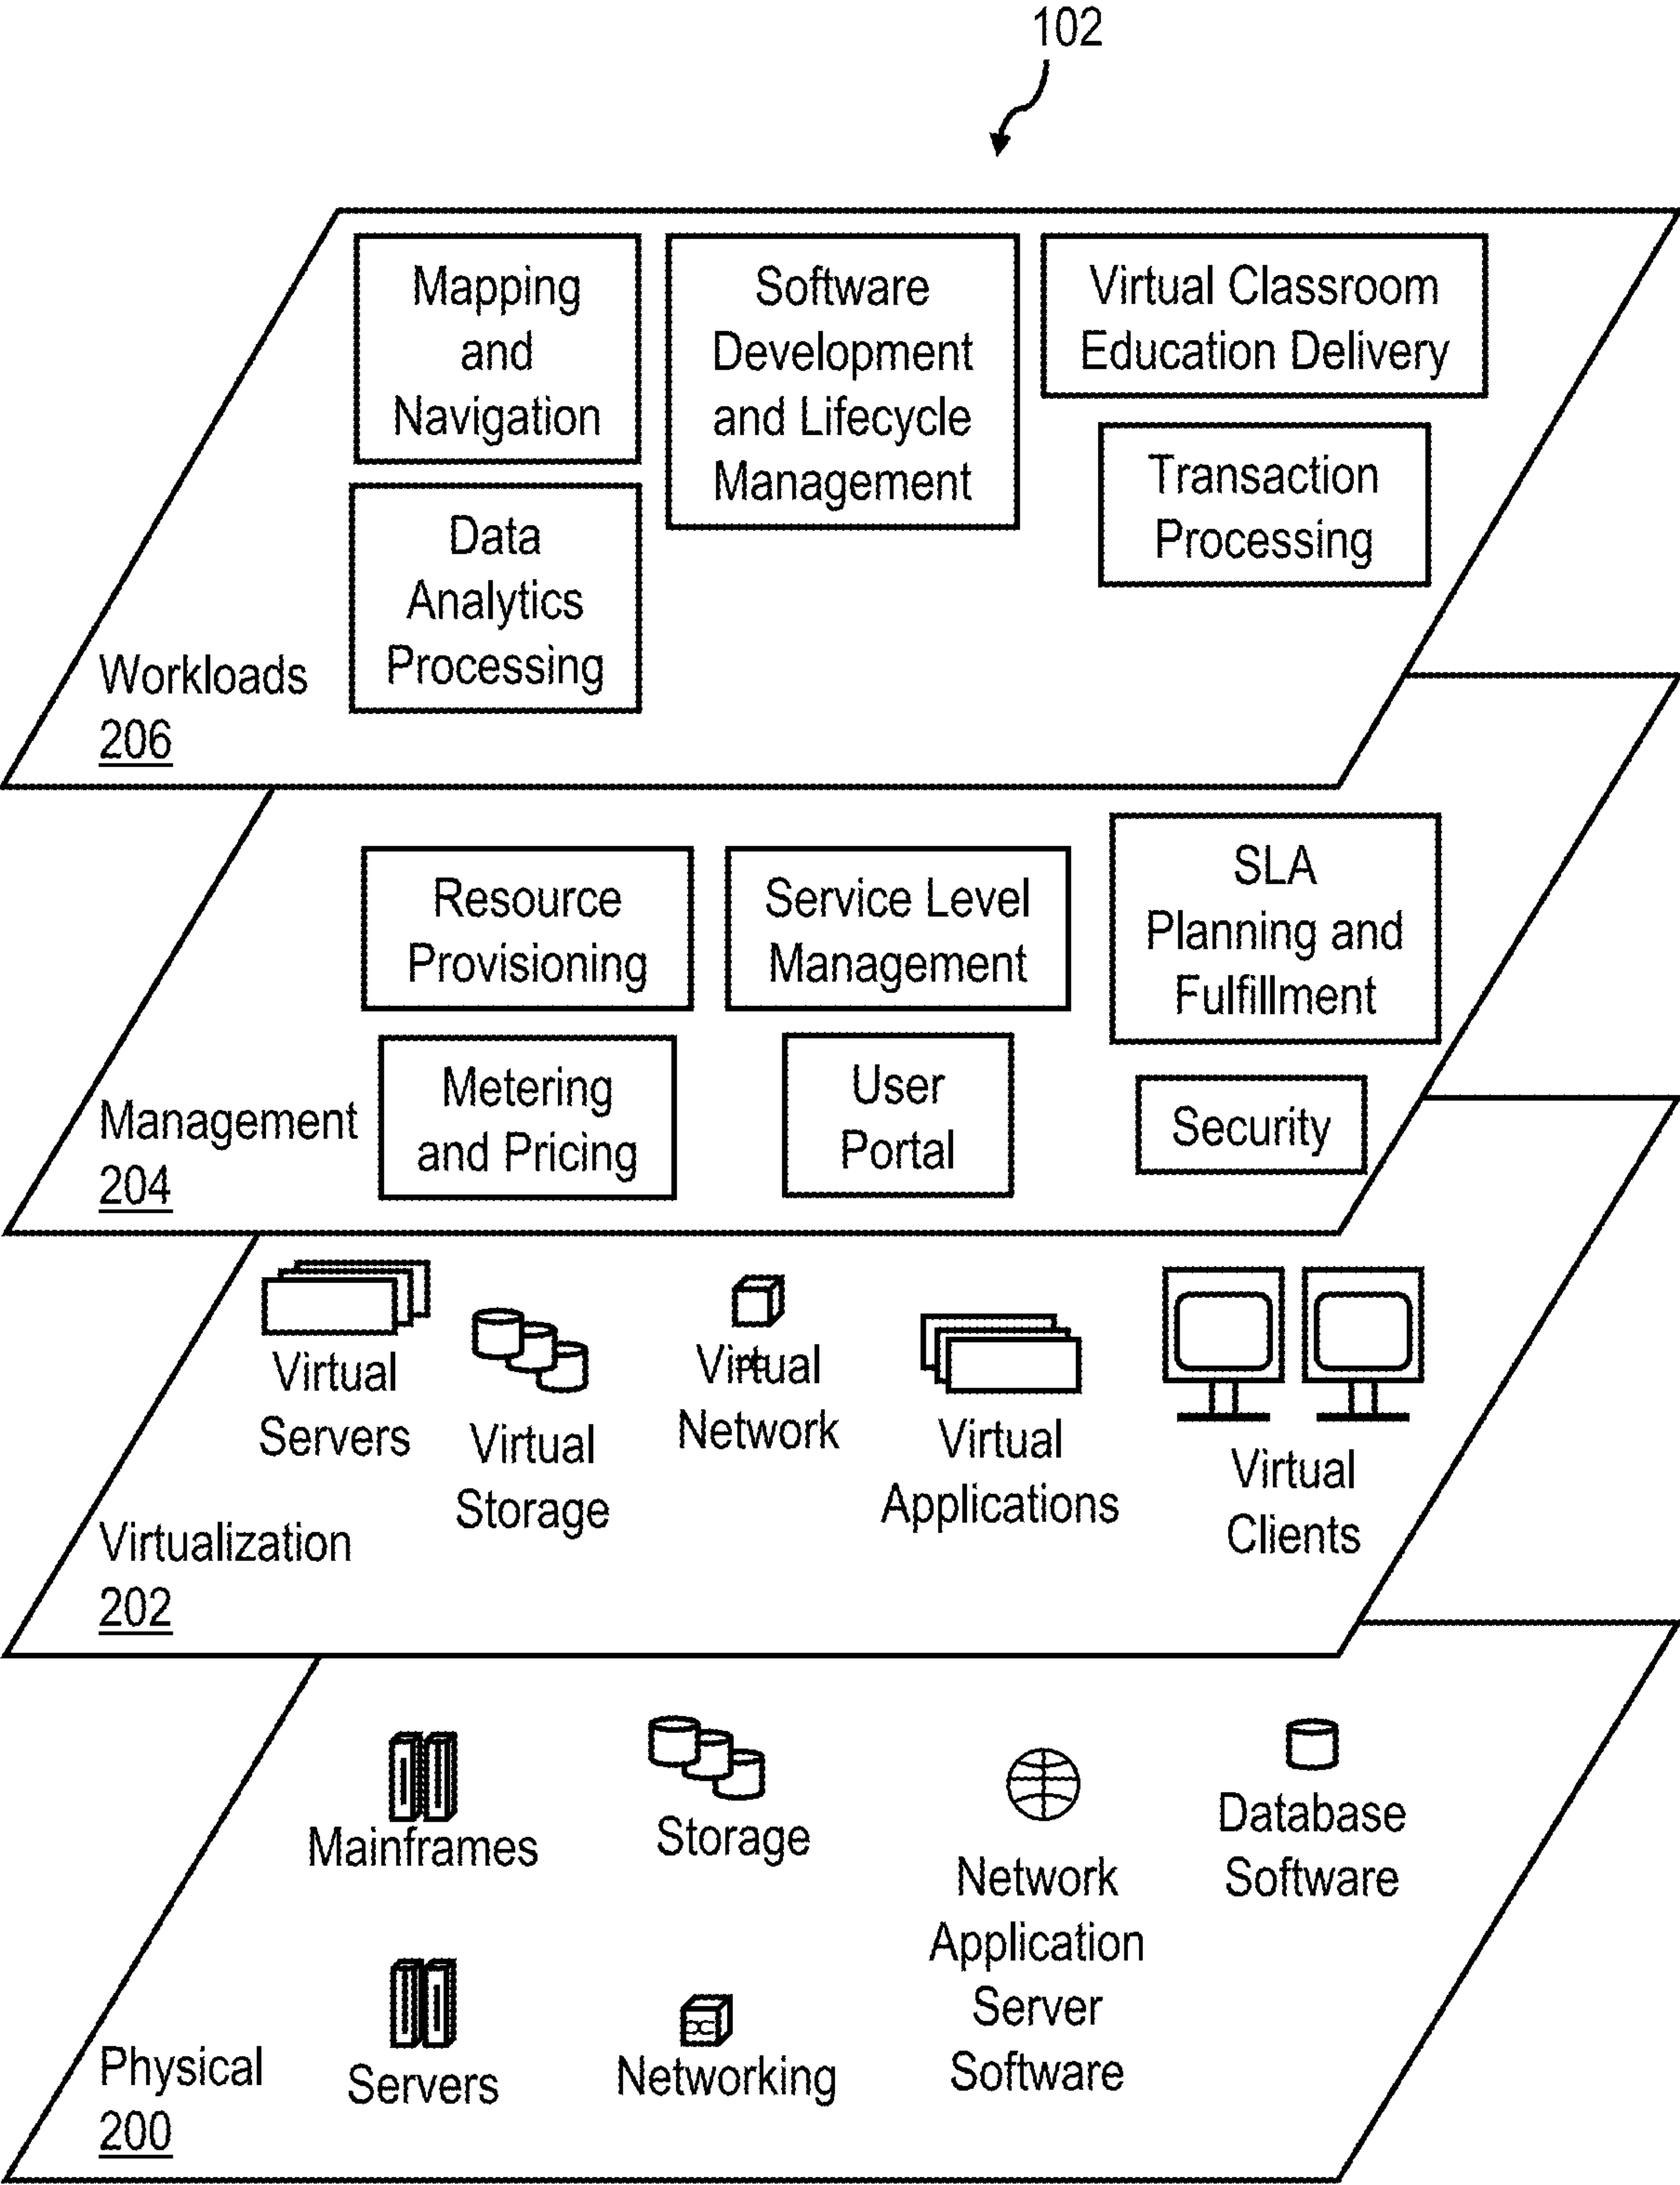 102
Mapping
and
Navigation
Software
Development
and Lifecycle
Management
Virtual Classroom
Education Delivery
Transaction
Processing
Data
Analytics
Processing
Workloads
206
Resource
Provisioning
Service Level
Management
SLA
Planning and
Fulfillment
Metering
and Pricing
User
Portal
Security
Management
204
Virtual
Servers
Virtual
Storage
Virtual
Network
Virtual
Applications
Virtual
Clients
Virtualization
202
Mainframes
Storage
Network
Application
Server
Software
Database
Software
Servers
Networking
Physical
200